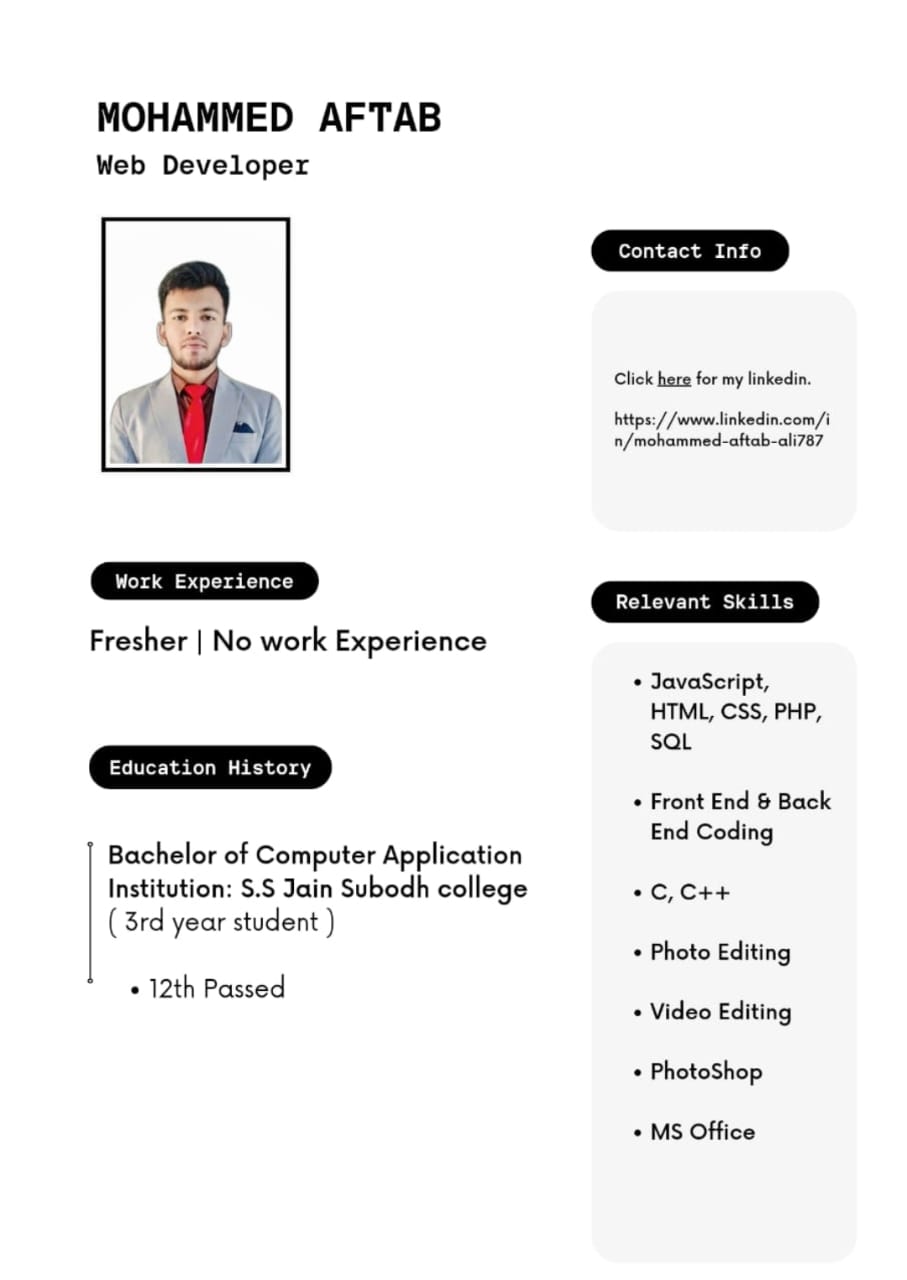 MOHAMMED AFTAB
Web Developer
Contact Info
Click here for my linkedin.
https://www.linkedin.com/i
n/mohammed-aftab-ali787
Work Experience
Fresher | No work Experience
Education History
Bachelor of Computer Application
Institution: S.S Jain Subodh college
( 3rd year student )
• 12th Passed
Relevant Skills
• JavaScript,
HTML, CSS, PHP,
SQL
• Front End & Back
End Coding
• C, C++
• Photo Editing
• Video Editing
• PhotoShop
• MS Office